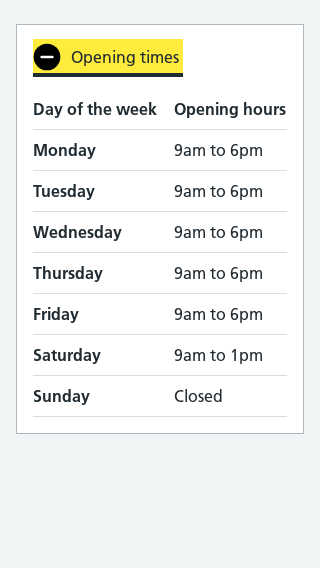 Opening times
Day of the week Opening hours
Monday 9am to 6pm
Tuesday 9am to 6pm
Wednesday 9am to 6pm
Thursday 9am to 6pm
Friday 9am to 6pm
Saturday 9am to 1pm
Sunday Closed